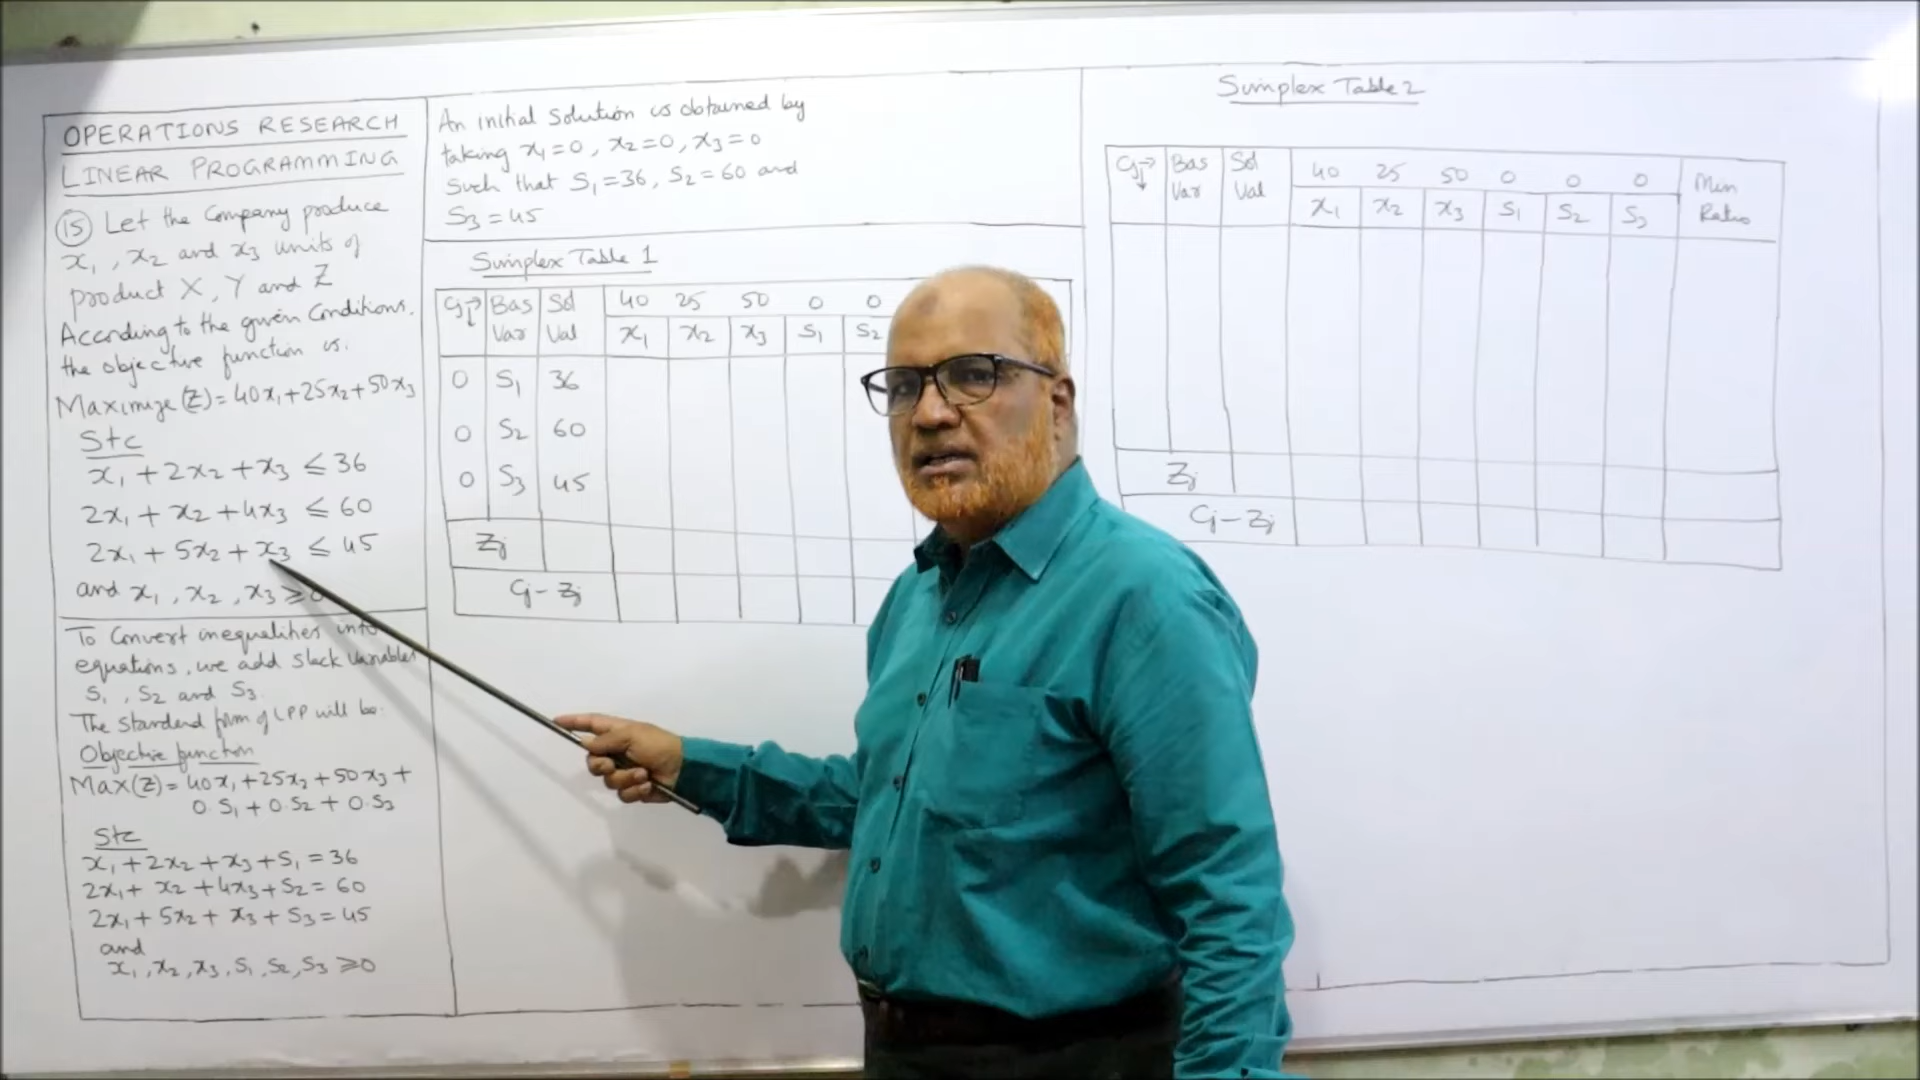 OPERATIONS RESEARCH
LINEAR PROGRAMMING
(15) Let the Company produce
x₁, x₂ and x₃ units of
product X, Y and Z
According to the given Conditions.
the objective function is.
Maximize (Z) = 40x₁+25x₂+50x₃
Stc
x₁ + 2x₂ + x₃ ≤ 36
2x₁ + x₂ + 4x₃ ≤ 60
2x₁ + 5x₂ + x₃ ≤ 45
and x₁, x₂, x₃ ≥ 0
To Convert inequalities into
equations, we add slack variables
S₁, S₂ and S₃.
The Standard form of LPP will be:
Objective function
Max(Z) = 40x₁+25x₂+50x₃+
0.S₁ + 0.S₂ + 0.S₃
Stc
x₁+2x₂+x₃+S₁ = 36
2x₁+ x₂+4x₃+S₂ = 60
2x₁+5x₂+ x₃+S₃ = 45
and
x₁, x₂, x₃, S₁, S₂, S₃ ≥0
An initial Solution is obtained by
taking x₁=0, x₂=0, x₃=0
Such that S₁=36, S₂=60 and
S₃ = 45
Simplex Table 1
Cj Bas Sol 40 25 50 0 0
Var Val x₁ x₂ x₃ S₁ S₂
0 S₁ 36
0 S₂ 60
0 S₃ 45
Zj
Cj - Zj
Simplex Table 2
Cj Bas Sol 40 25 50 0 0 0 Min
Var Val x₁ x₂ x₃ S₁ S₂ S₃ Ratio
Zj
Cj - Zj